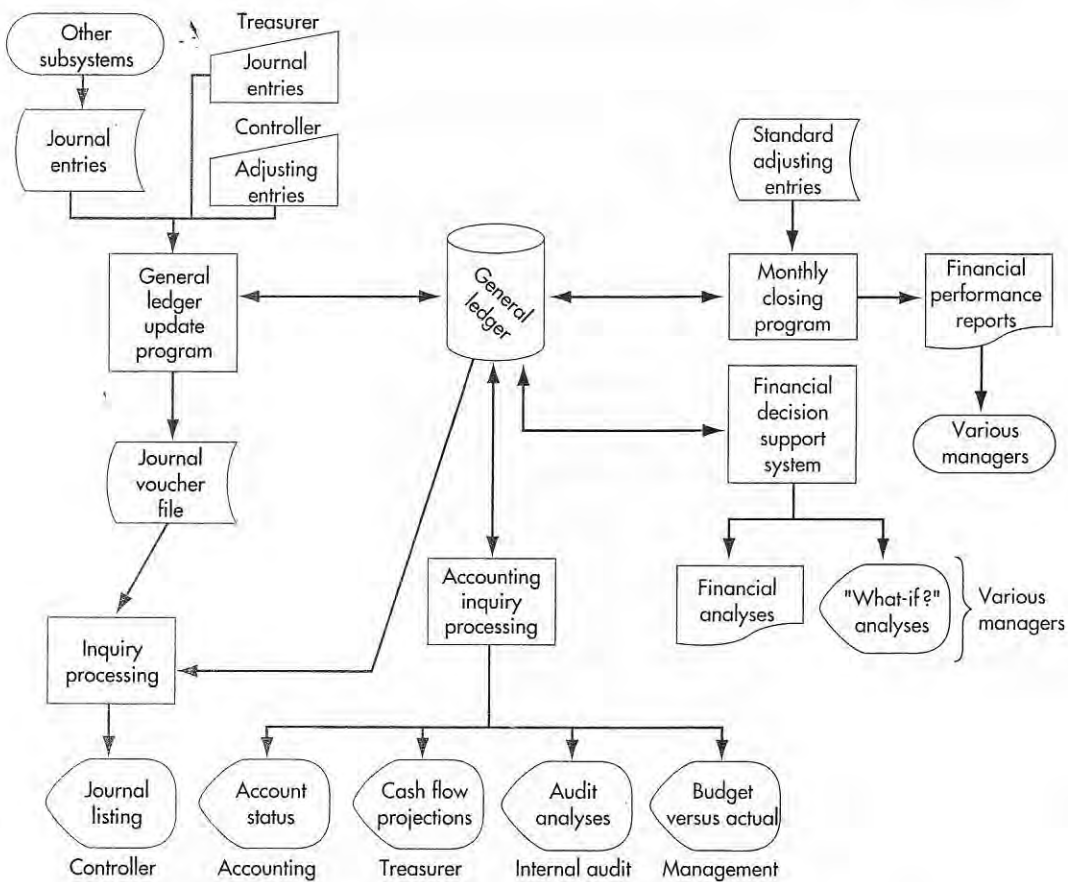 Other
subsystems
Treasurer
Journal
entries
Journal
entries
Controller
Adjusting
entries
Standard
adjusting
entries
General
ledger
update
program
General
ledger
Monthly
closing
program
Financial
performance
reports
Financial
decision
support
system
Various
managers
Journal
voucher
file
Accounting
inquiry
processing
Financial
analyses
"What-if?"
analyses
Various
managers
Inquiry
processing
Journal
listing
Account
status
Cash flow
projections
Audit
analyses
Budget
versus actual
Controller
Accounting
Treasurer
Internal audit
Management